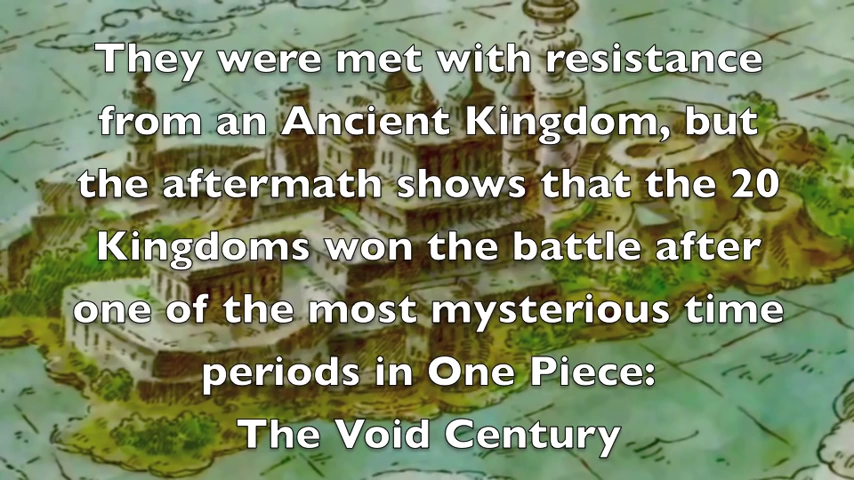 They were met with resistance
from an Ancient Kingdom, but
the aftermath shows that the 20
Kingdoms won the battle after
one of the most mysterious time
periods in One Piece:
The Void Century